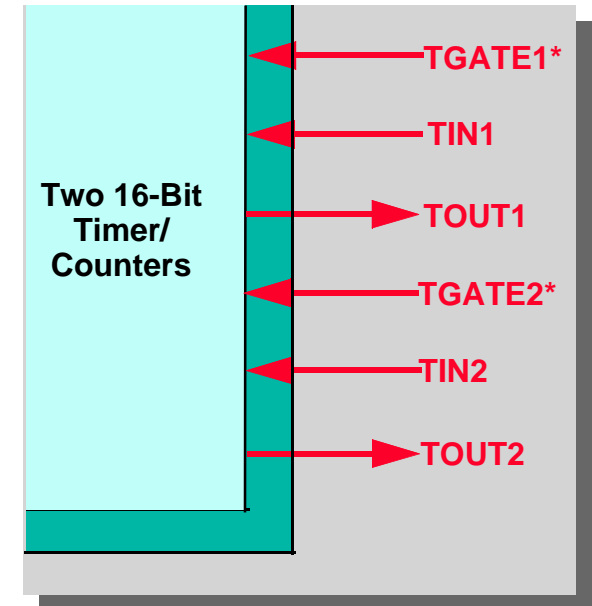 TGATE1*
TIN1
Two 16-Bit
Timer/
Counters
TOUT1
TGATE2*
TIN2
TOUT2